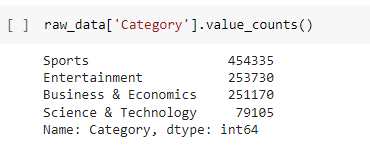 [ ] raw_data['Category'].value_counts()
Sports 454335
Entertainment 253730
Business & Economics 251170
Science & Technology 79105
Name: Category, dtype: int64